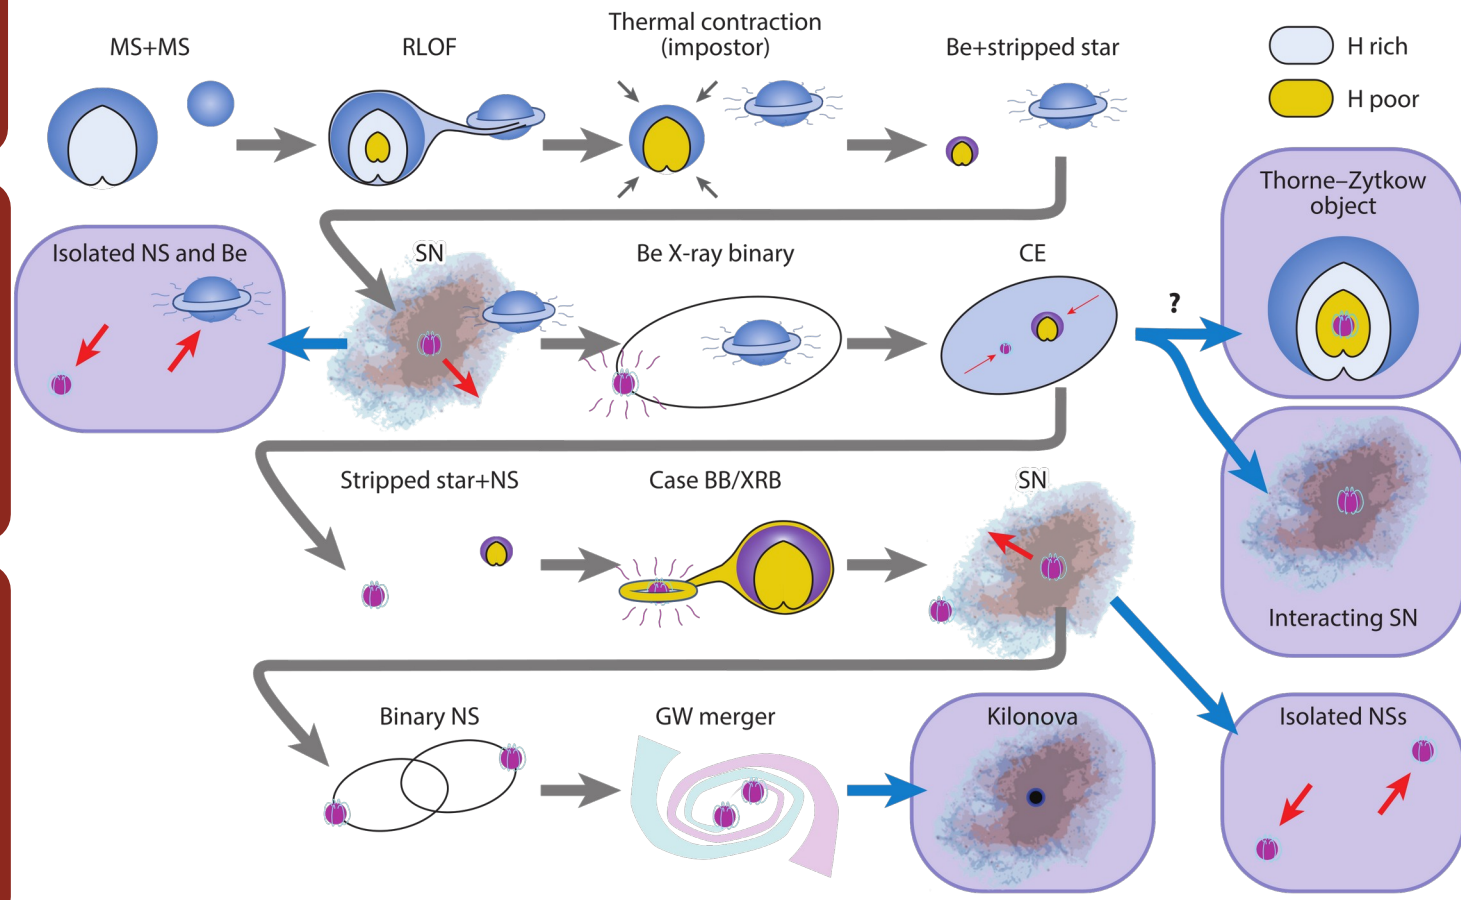 MS+MS
RLOF
Thermal contraction
(impostor)
Be+stripped star
H rich
H poor
Thorne–Zytkow
object
Isolated NS and Be
SN
Be X-ray binary
CE
?
Stripped star+NS
Case BB/XRB
SN
Interacting SN
Binary NS
GW merger
Kilonova
Isolated NSs